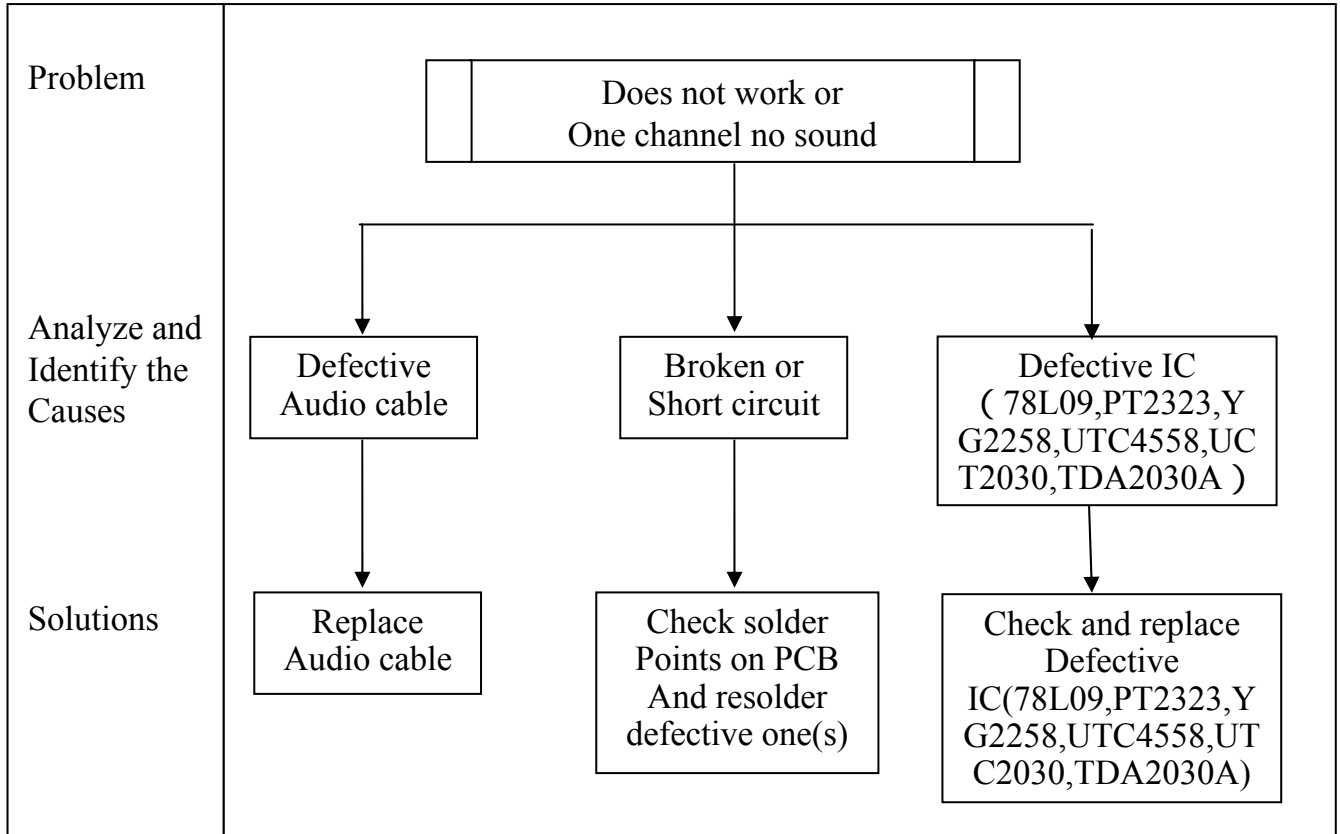 Problem
Does not work or
One channel no sound
Analyze and
Identify the
Causes
Defective
Audio cable
Broken or
Short circuit
Defective IC
（78L09,PT2323,Y
G2258,UTC4558,UC
T2030,TDA2030A）
Solutions
Replace
Audio cable
Check solder
Points on PCB
And resolder
defective one(s)
Check and replace
Defective
IC(78L09,PT2323,Y
G2258,UTC4558,UT
C2030,TDA2030A)